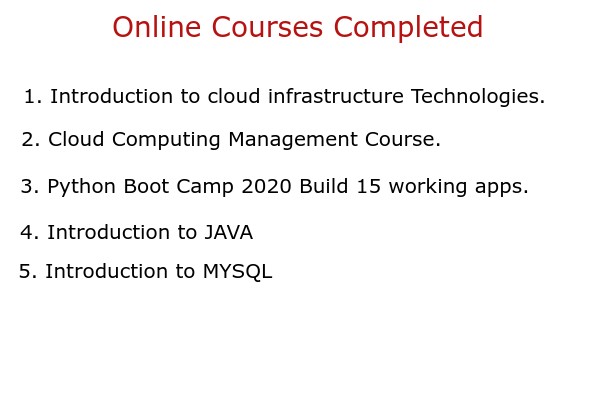 Online Courses Completed
1. Introduction to cloud infrastructure Technologies.
2. Cloud Computing Management Course.
3. Python Boot Camp 2020 Build 15 working apps.
4. Introduction to JAVA
5. Introduction to MYSQL